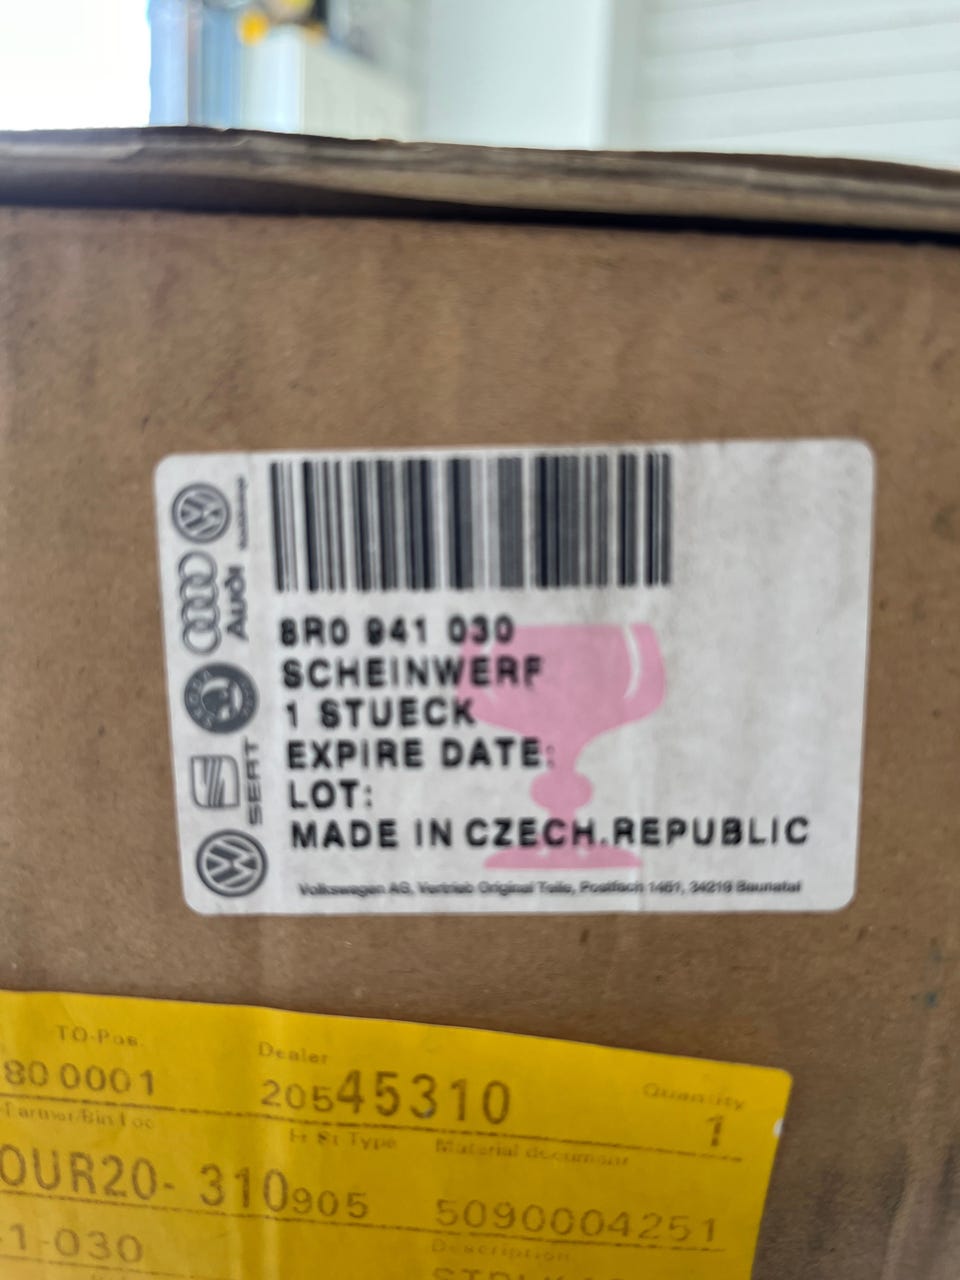 Audi
SEAT
8R0 941 030
SCHEINWERF
1 STUECK
EXPIRE DATE:
LOT:
MADE IN CZECH.REPUBLIC
Volkswagen AG, Vertrieb Original Teile, Postfach 1461, 34219 Baunatal
TO-Pos.
Dealer
Quantity
80 0001
20545310
1
Material document
OUR20- 310905
5090004251
1-030
Description